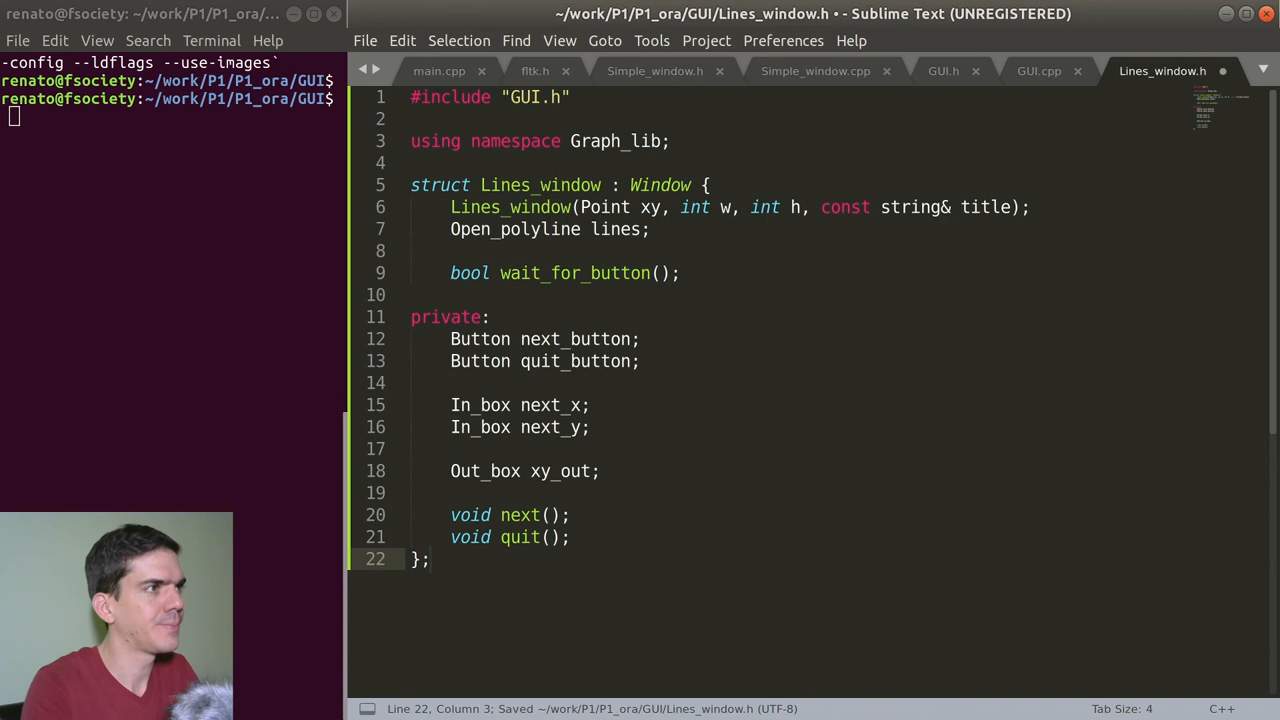 renato@fsociety: ~/work/P1/P1_ora/...
File Edit View Search Terminal Help
-config --ldflags --use-images`
renato@fsociety:~/work/P1/P1_ora/GUI$
renato@fsociety:~/work/P1/P1_ora/GUI$
~/work/P1/P1_ora/GUI/Lines_window.h • - Sublime Text (UNREGISTERED)
File Edit Selection Find View Goto Tools Project Preferences Help
main.cpp × fltk.h × Simple_window.h × Simple_window.cpp × GUI.h × GUI.cpp × Lines_window.h
1 #include "GUI.h"
2
3 using namespace Graph_lib;
4
5 struct Lines_window : Window {
6 Lines_window(Point xy, int w, int h, const string& title);
7 Open_polyline lines;
8
9 bool wait_for_button();
10
11 private:
12 Button next_button;
13 Button quit_button;
14
15 In_box next_x;
16 In_box next_y;
17
18 Out_box xy_out;
19
20 void next();
21 void quit();
22 };
Line 22, Column 3; Saved ~/work/P1/P1_ora/GUI/Lines_window.h (UTF-8) Tab Size: 4 C++